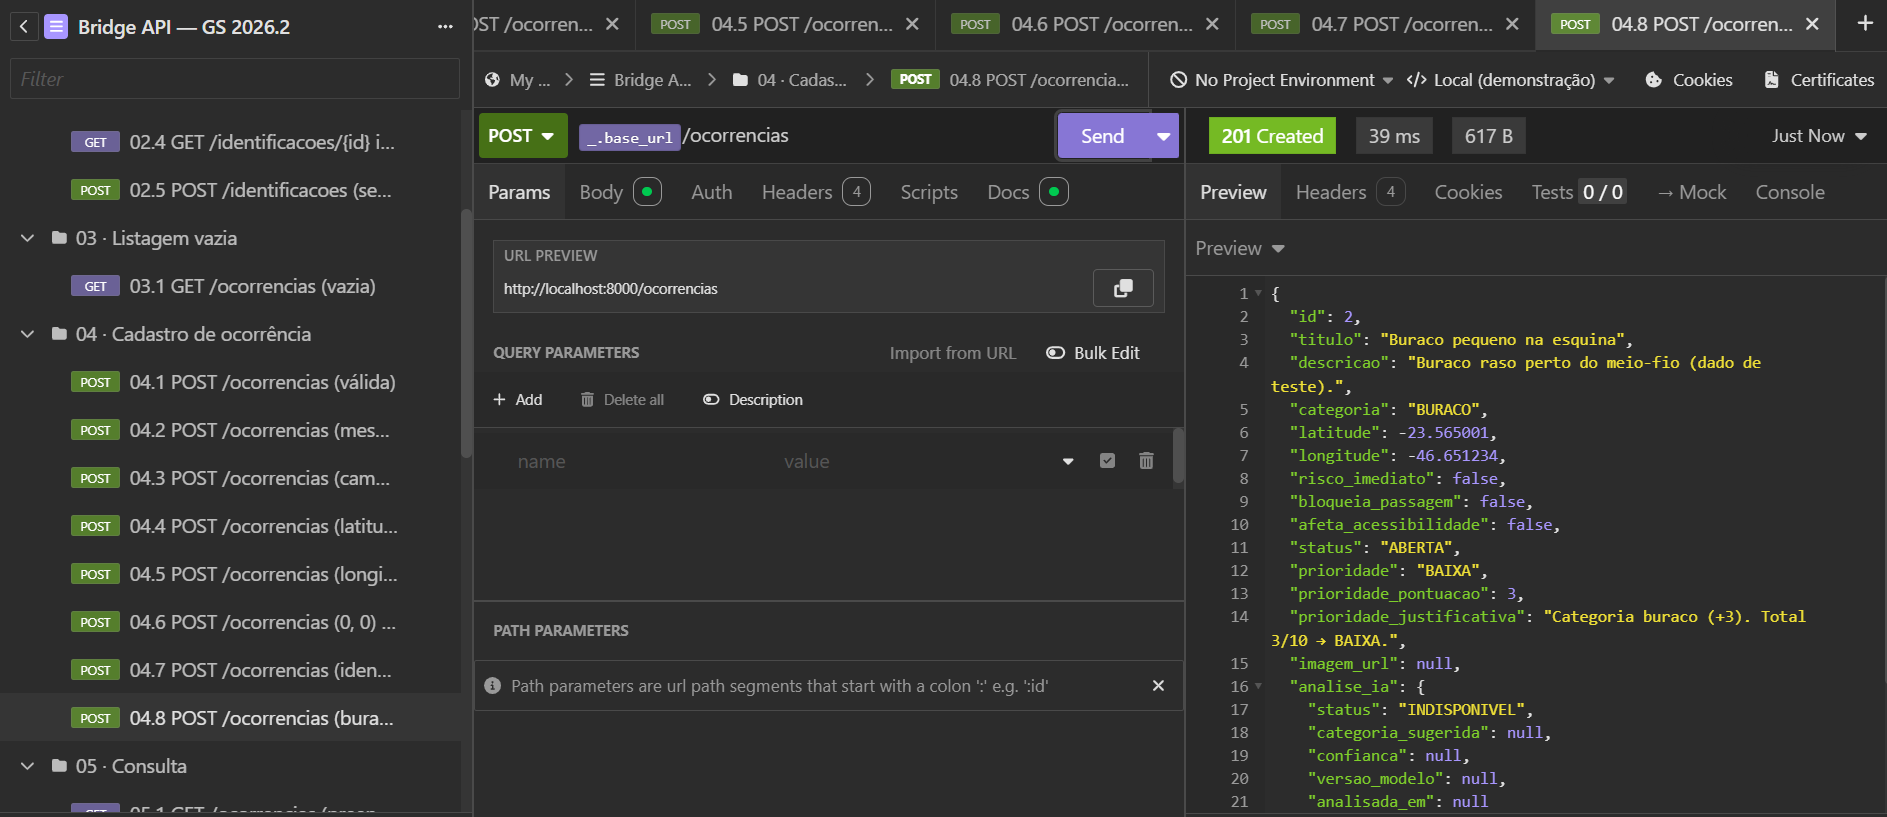 Bridge API — GS 2026.2
Filter
GET 02.4 GET /identificacoes/{id} i...
POST 02.5 POST /identificacoes (se...
03 · Listagem vazia
GET 03.1 GET /ocorrencias (vazia)
04 · Cadastro de ocorrência
POST 04.1 POST /ocorrencias (válida)
POST 04.2 POST /ocorrencias (mes...
POST 04.3 POST /ocorrencias (cam...
POST 04.4 POST /ocorrencias (latitu...
POST 04.5 POST /ocorrencias (longi...
POST 04.6 POST /ocorrencias (0, 0) ...
POST 04.7 POST /ocorrencias (iden...
POST 04.8 POST /ocorrencias (bura...
05 · Consulta
OST /ocorren... POST 04.5 POST /ocorren... POST 04.6 POST /ocorren... POST 04.7 POST /ocorren... POST 04.8 POST /ocorren...
My ... Bridge A... 04 · Cadas... POST 04.8 POST /ocorrencia...
No Project Environment Local (demonstração) Cookies Certificates
POST _.base_url /ocorrencias Send
Params Body Auth Headers 4 Scripts Docs
URL PREVIEW
http://localhost:8000/ocorrencias
QUERY PARAMETERS Import from URL Bulk Edit
Add Delete all Description
name value
PATH PARAMETERS
Path parameters are url path segments that start with a colon ':' e.g. ':id'
201 Created 39 ms 617 B Just Now
Preview Headers 4 Cookies Tests 0 / 0 → Mock Console
Preview
1 {
2 "id": 2,
3 "titulo": "Buraco pequeno na esquina",
4 "descricao": "Buraco raso perto do meio-fio (dado de
teste).",
5 "categoria": "BURACO",
6 "latitude": -23.565001,
7 "longitude": -46.651234,
8 "risco_imediato": false,
9 "bloqueia_passagem": false,
10 "afeta_acessibilidade": false,
11 "status": "ABERTA",
12 "prioridade": "BAIXA",
13 "prioridade_pontuacao": 3,
14 "prioridade_justificativa": "Categoria buraco (+3). Total
3/10 → BAIXA.",
15 "imagem_url": null,
16 "analise_ia": {
17 "status": "INDISPONIVEL",
18 "categoria_sugerida": null,
19 "confianca": null,
20 "versao_modelo": null,
21 "analisada_em": null